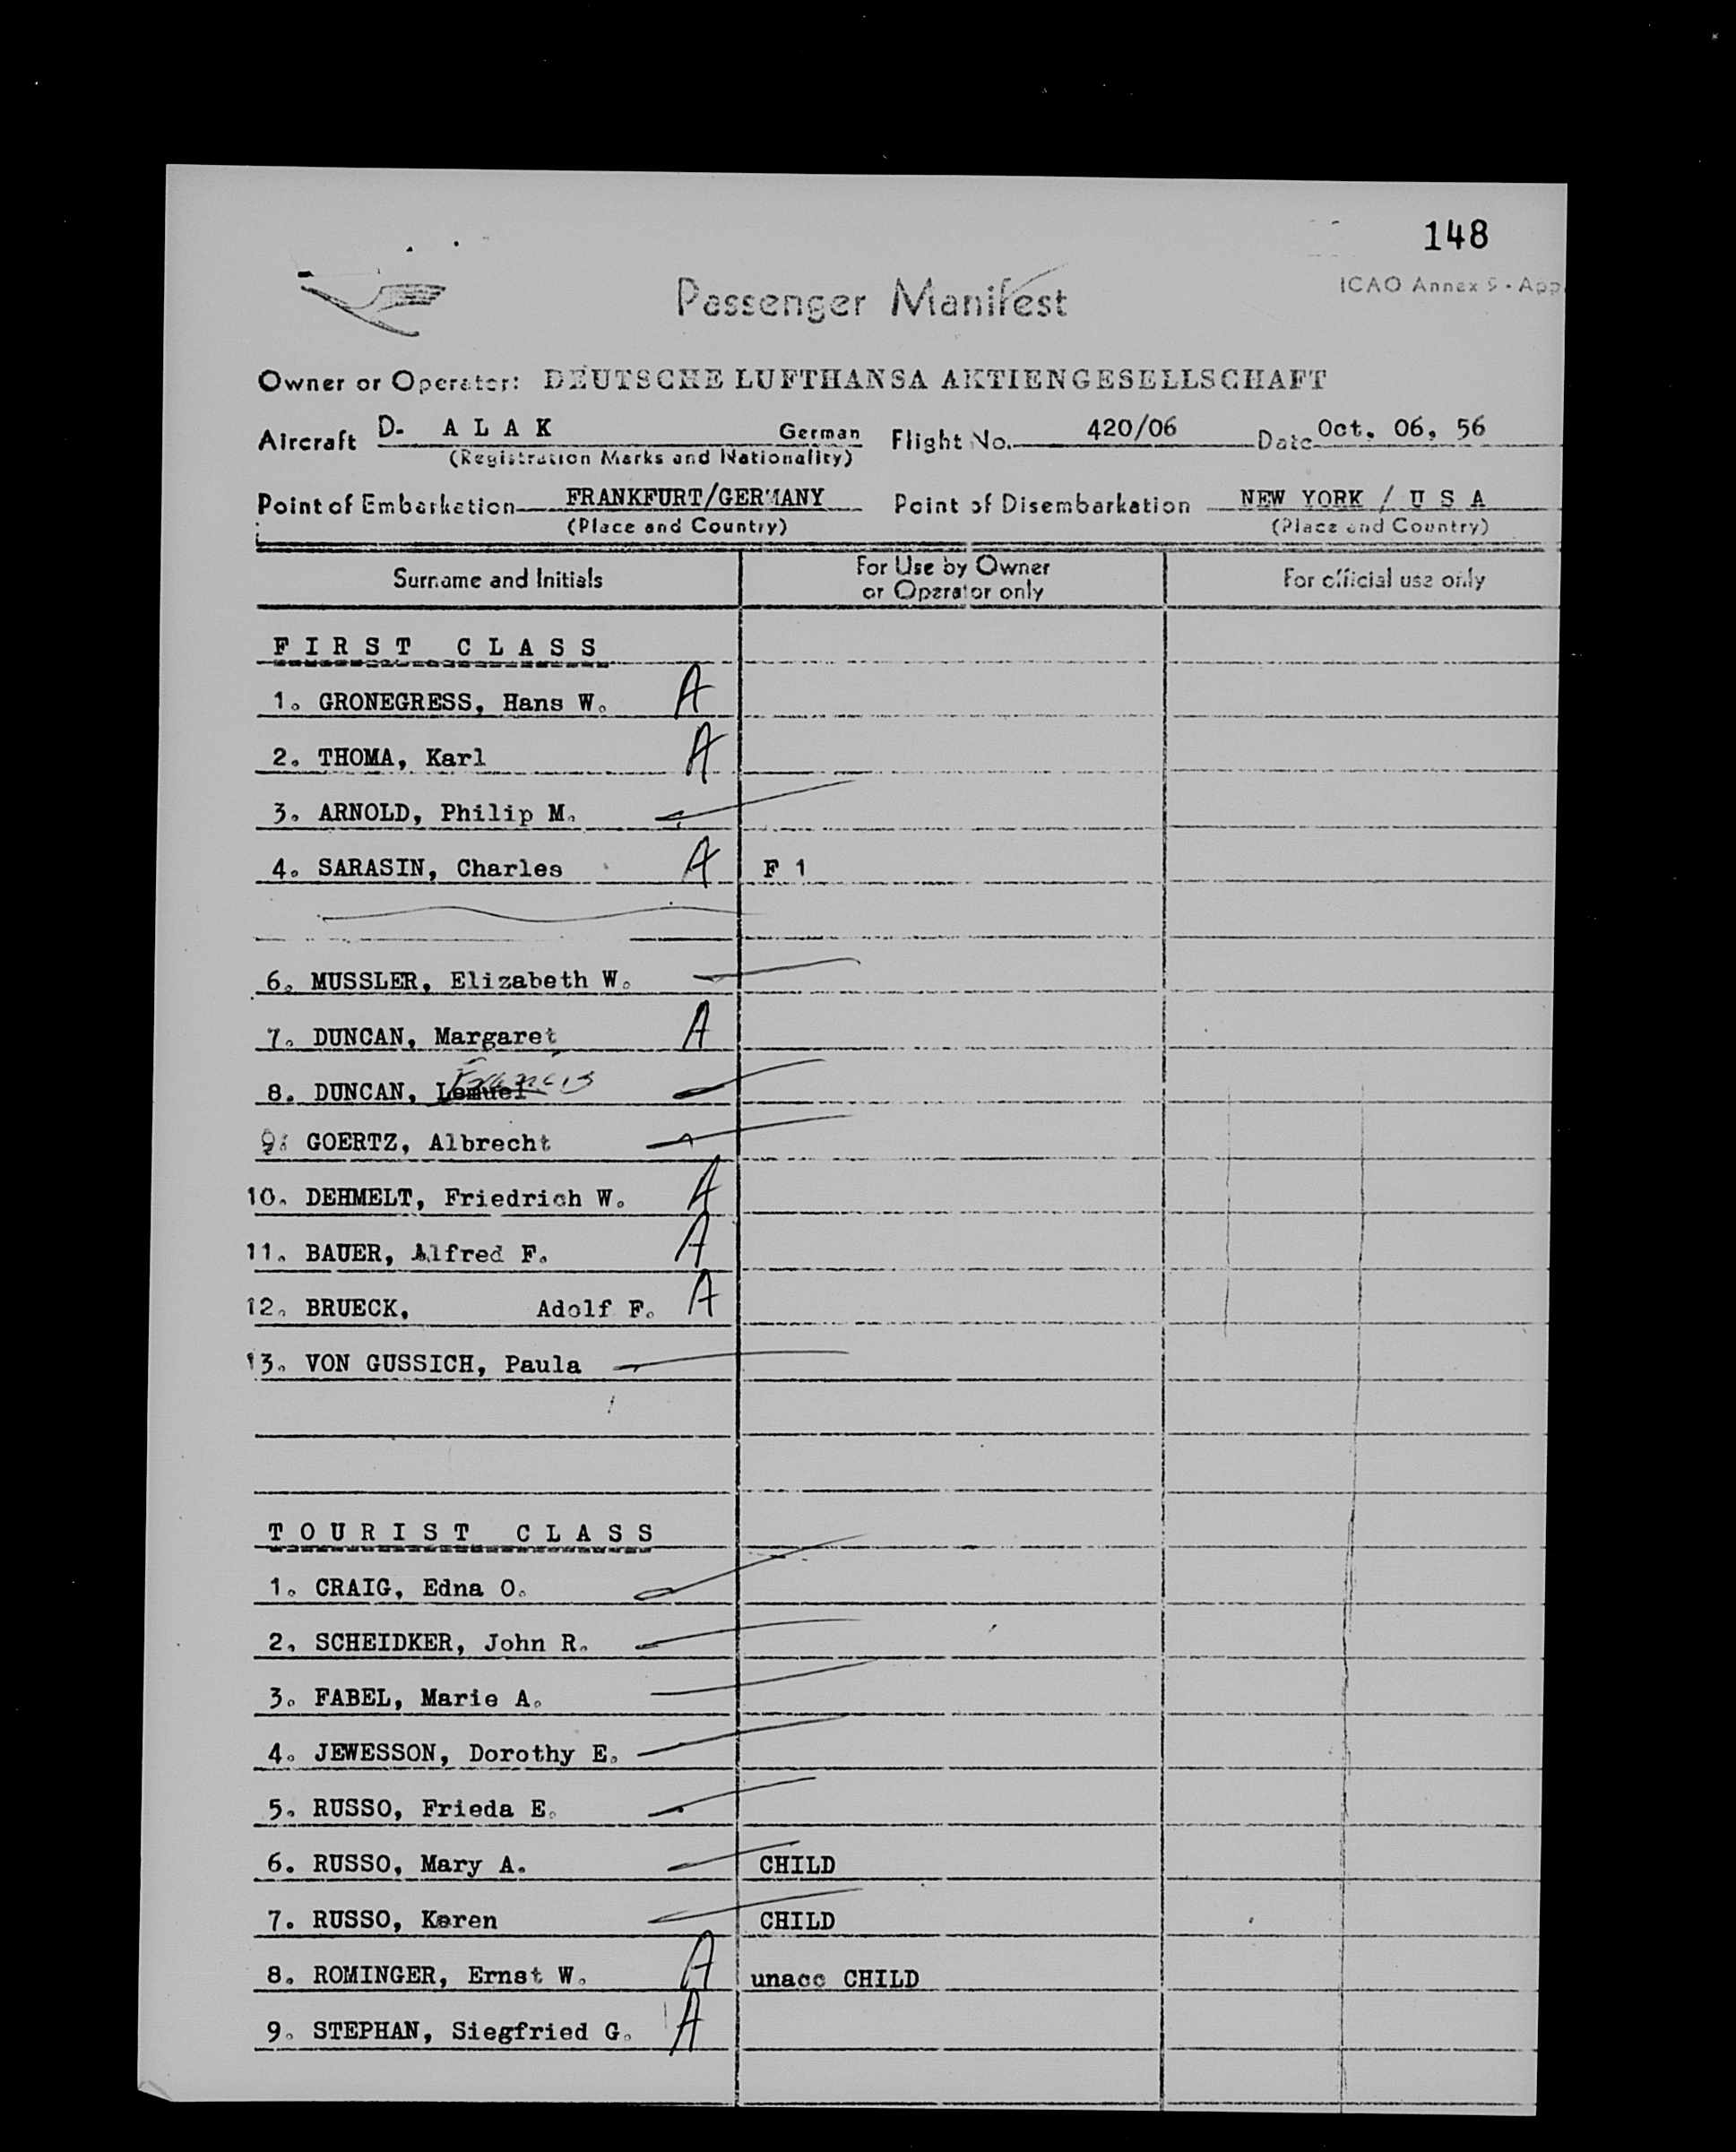 148
Passenger Manifest
ICAO Annex 9 - App.
Owner or Operator: DEUTSCHE LUFTHANSA AKTIENGESELLSCHAFT
Aircraft D- A L A K German Flight No. 420/06 Date Oct. 06, 56
(Registration Marks and Nationality)
Point of Embarkation FRANKFURT/GERMANY Point of Disembarkation NEW YORK / U S A
(Place and Country) (Place and Country)
Surname and Initials For Use by Owner or Operator only For official use only
F I R S T C L A S S
1. GRONEGRESS, Hans W. A
2. THOMA, Karl A
3. ARNOLD, Philip M.
4. SARASIN, Charles A F 1
6. MUSSLER, Elizabeth W.
7. DUNCAN, Margaret A
Francis
8. DUNCAN, Lemuel
9. GOERTZ, Albrecht
10. DEHMELT, Friedrich W. A
11. BAUER, Alfred F. A
12. BRUECK, Adolf F. A
13. VON GUSSICH, Paula
T O U R I S T C L A S S
1. CRAIG, Edna O.
2. SCHEIDKER, John R.
3. FABEL, Marie A.
4. JEWESSON, Dorothy E.
5. RUSSO, Frieda E.
6. RUSSO, Mary A. CHILD
7. RUSSO, Karen CHILD
8. ROMINGER, Ernst W. A unacc CHILD
9. STEPHAN, Siegfried G. A